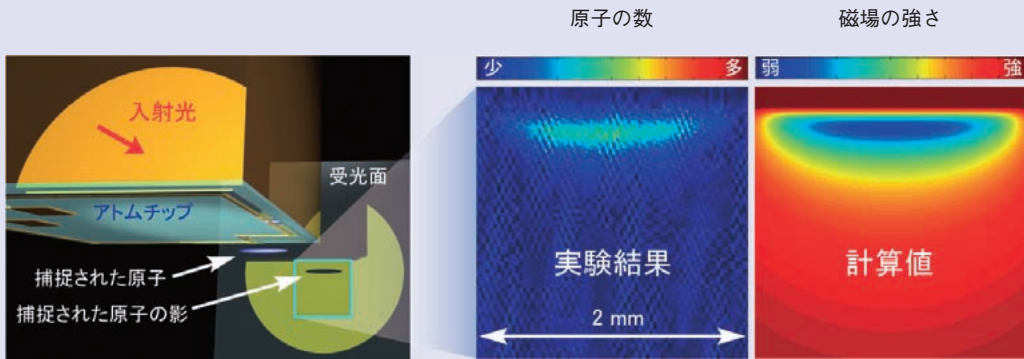 原子の数
磁場の強さ
少 多
弱 強
入射光
受光面
アトムチップ
捕捉された原子
捕捉された原子の影
実験結果
計算値
2 mm